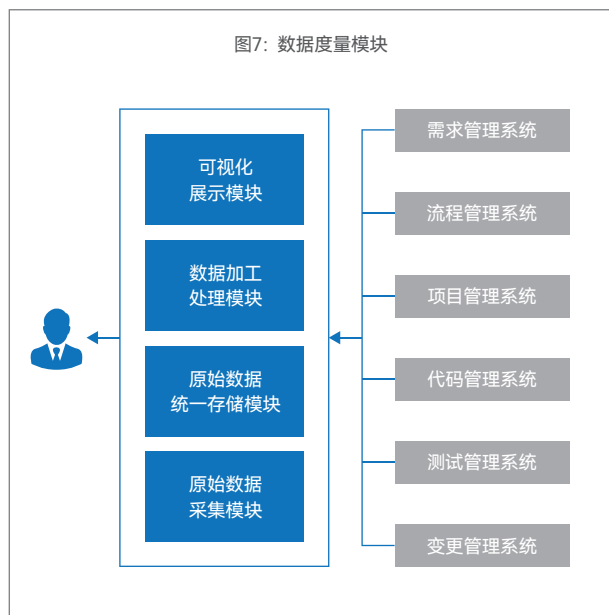 图7: 数据度量模块
可视化
展示模块
数据加工
处理模块
原始数据
统一存储模块
原始数据
采集模块
需求管理系统
流程管理系统
项目管理系统
代码管理系统
测试管理系统
变更管理系统